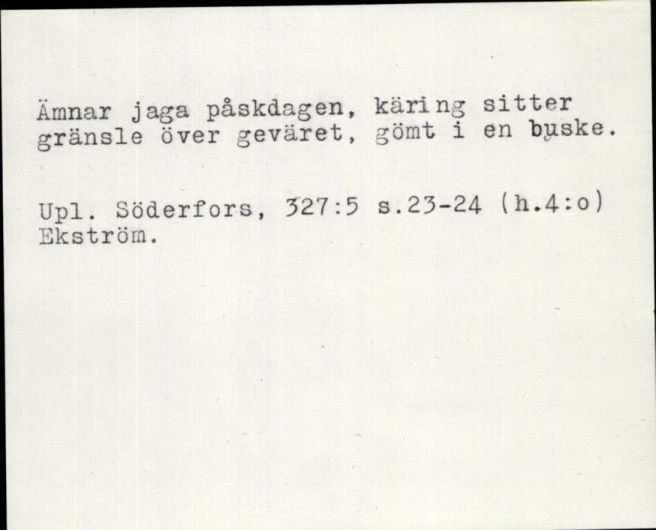 Ämnar jaga påskdagen, käring sitter
gränsle över geväret, gömt i en buske.
Upl. Söderfors, 327:5 s.23-24 (h.4:o)
Ekström.